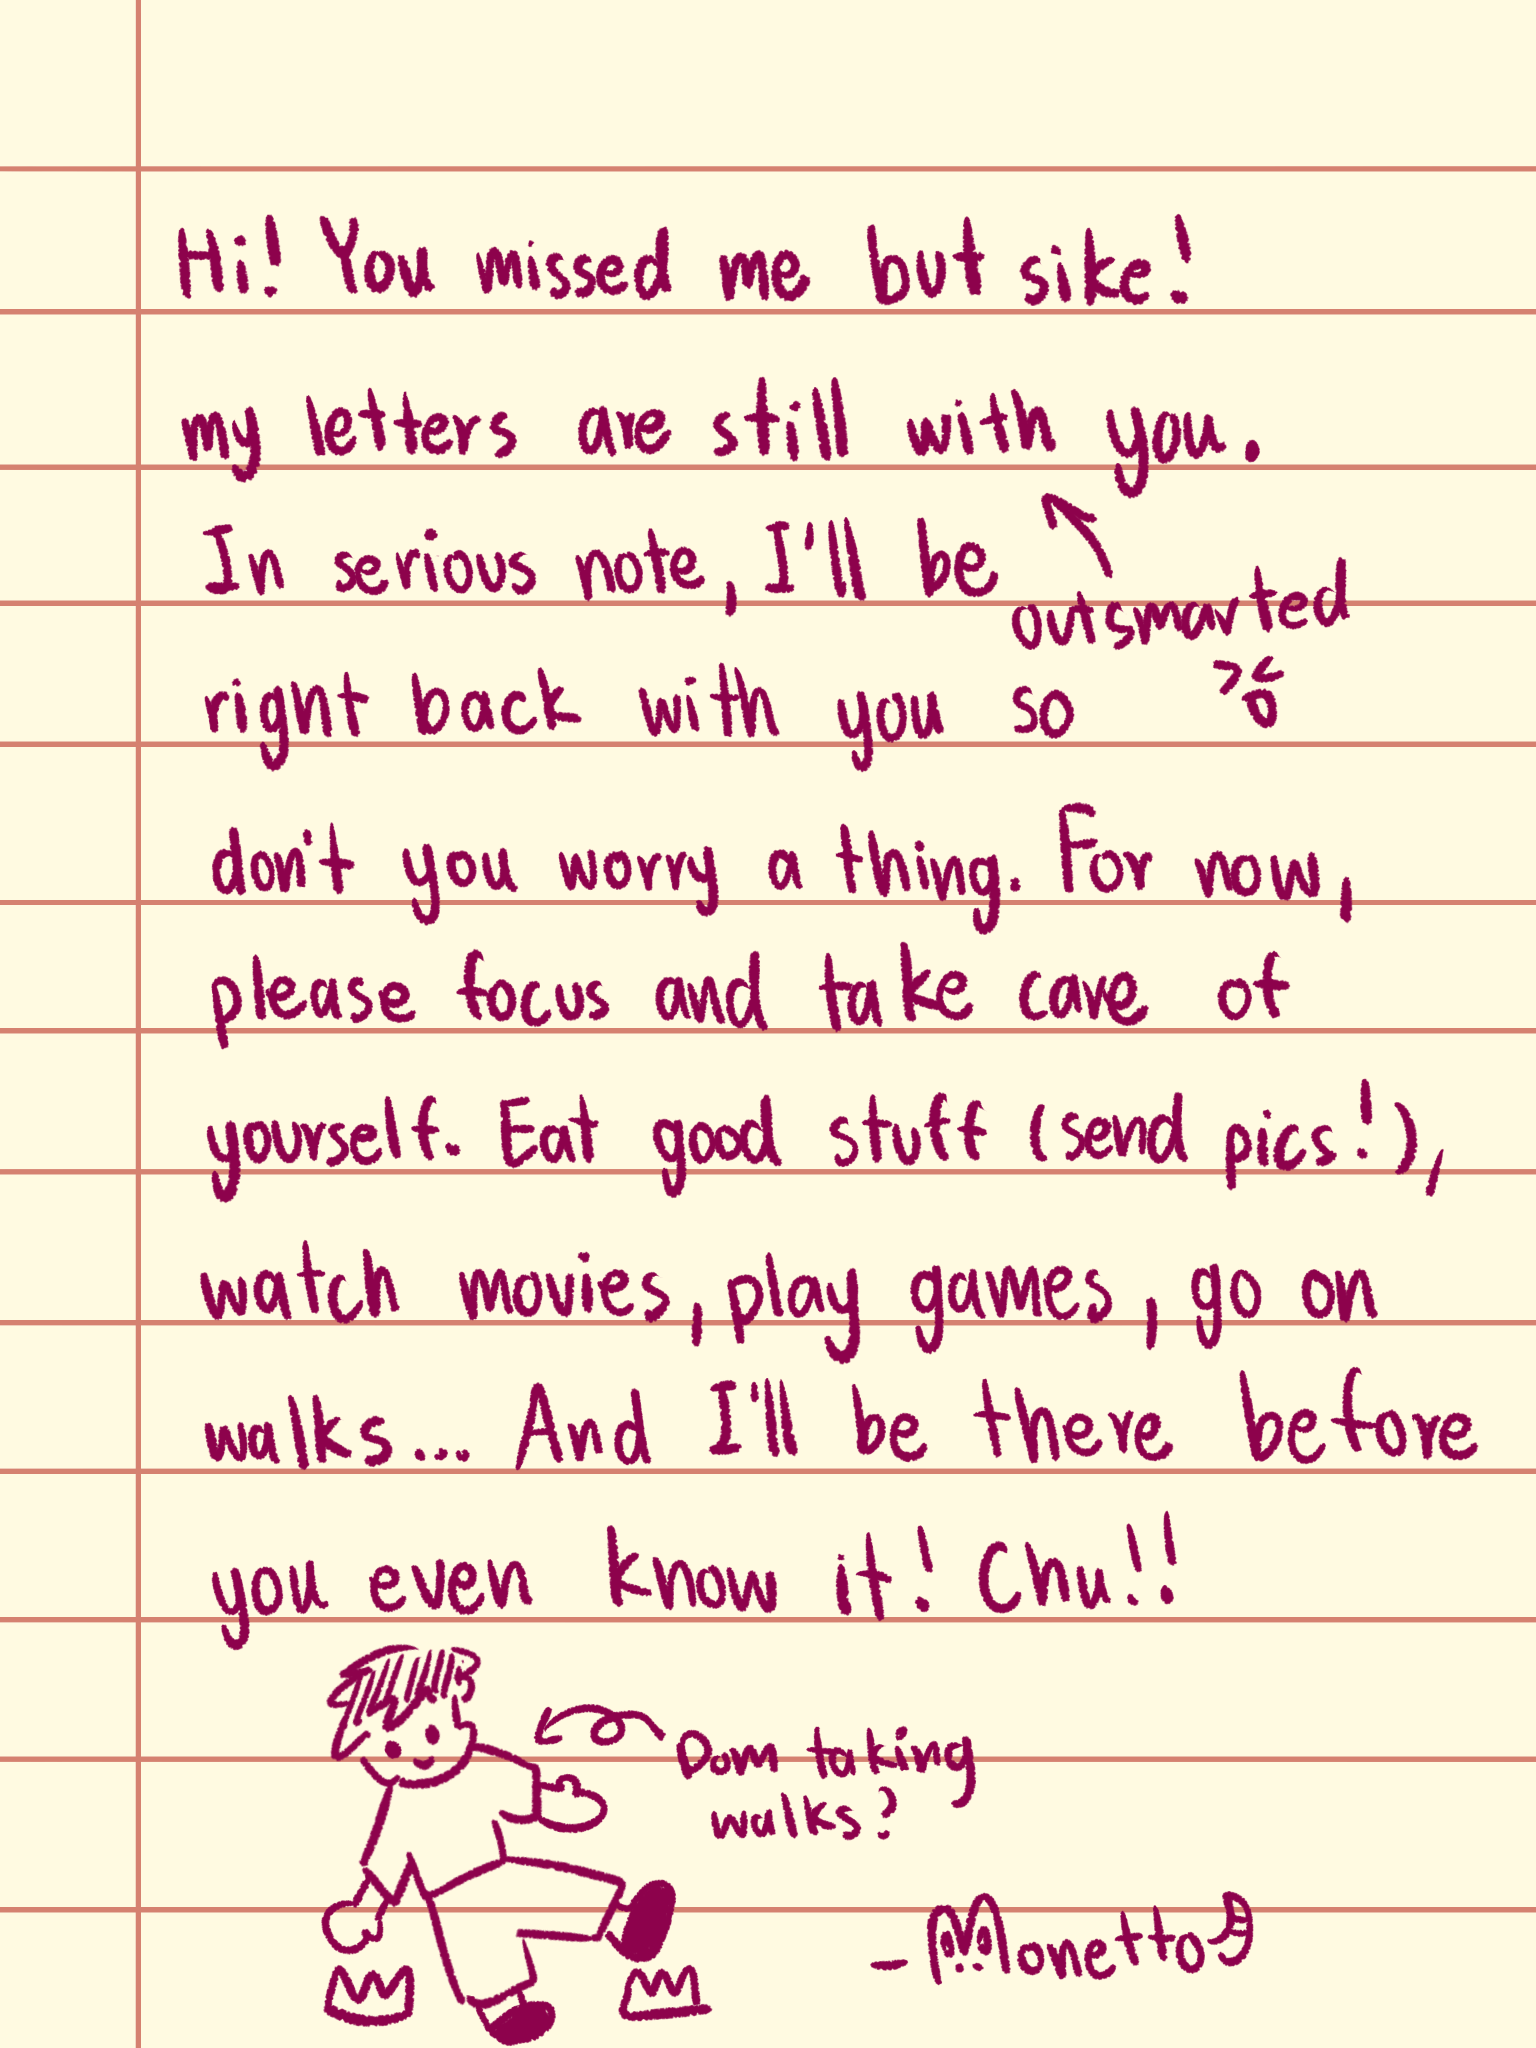 Hi! You missed me but sike!
my letters are still with you.
In serious note, I'll be
outsmarted
right back with you so
don't you worry a thing. For now,
please focus and take care of
yourself. Eat good stuff (send pics!),
watch movies, play games, go on
walks... And I'll be there before
you even know it! Chu!!
Dom taking
walks?
- Monetto